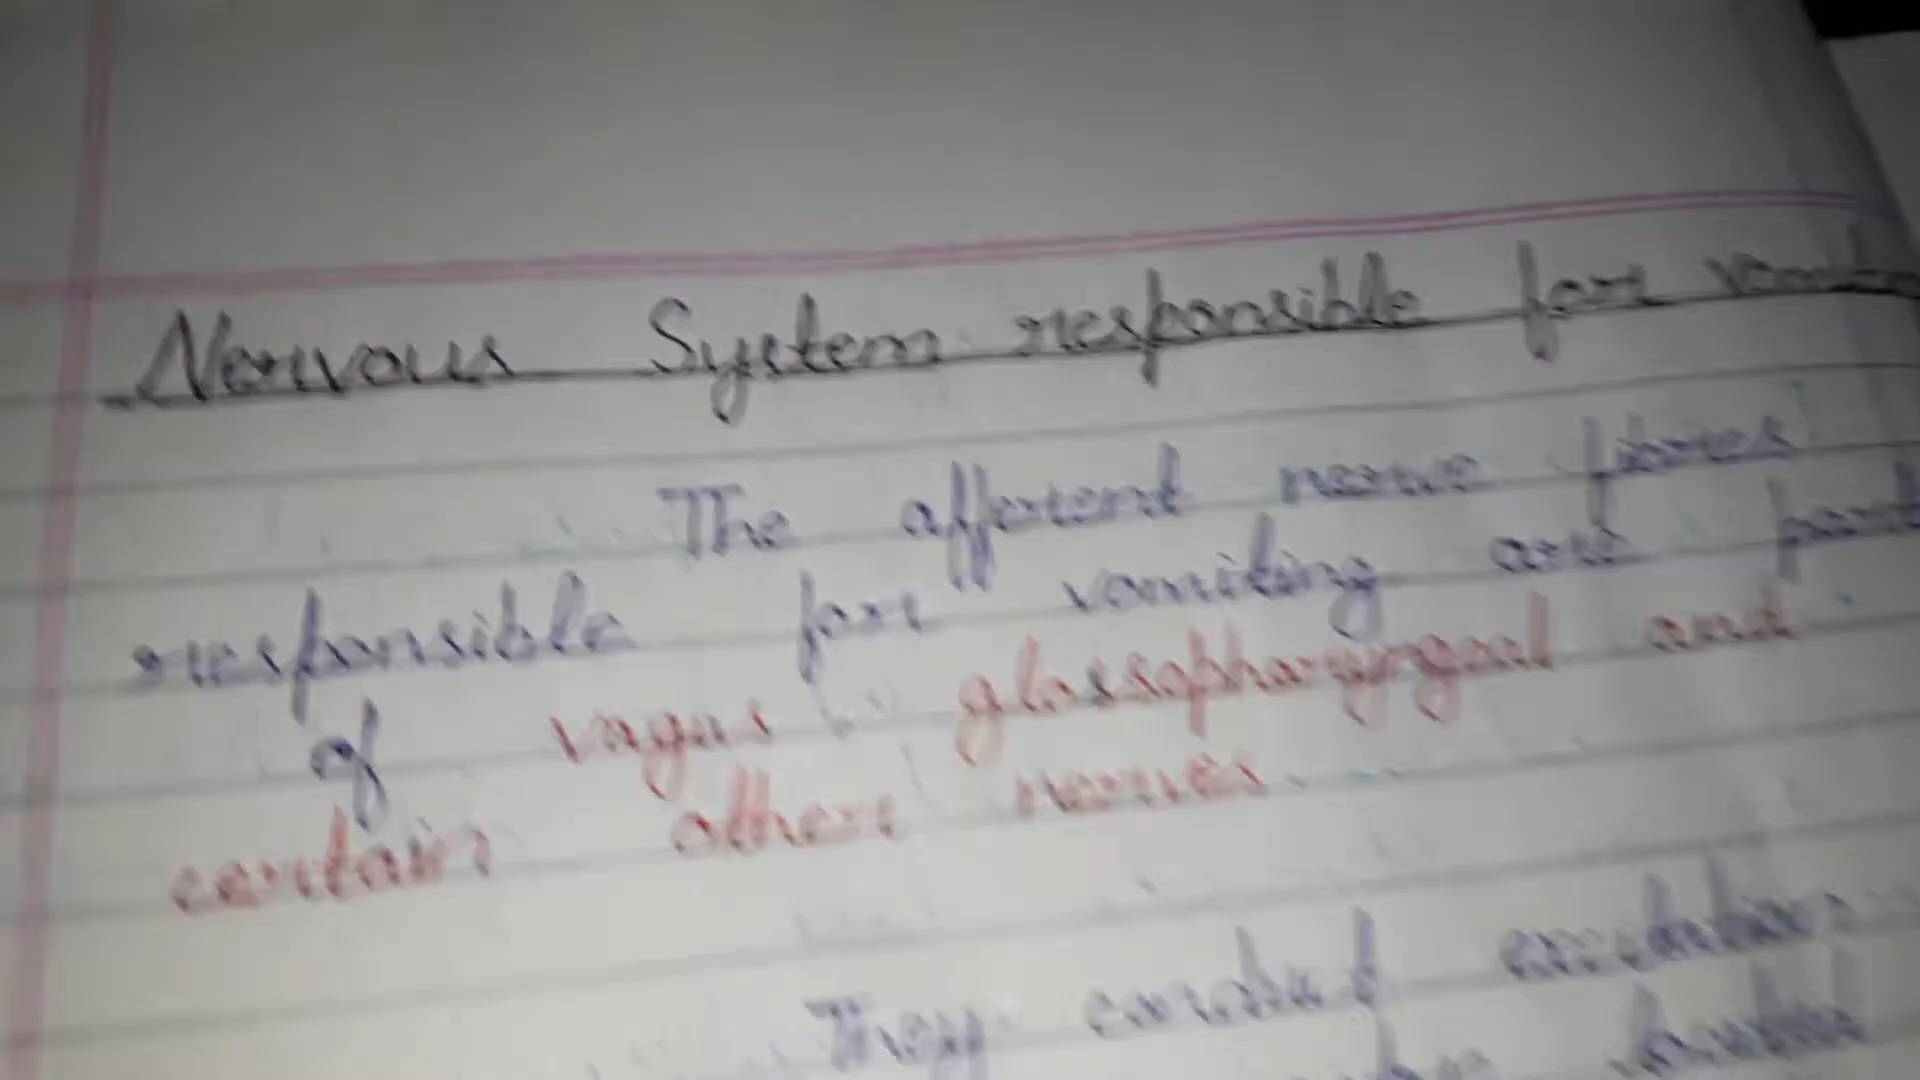 Nervous System responsible for
The afferent nerve fibres
responsible for vomiting are part
of vagus glossopharyngeal and
certain other nerves.
They